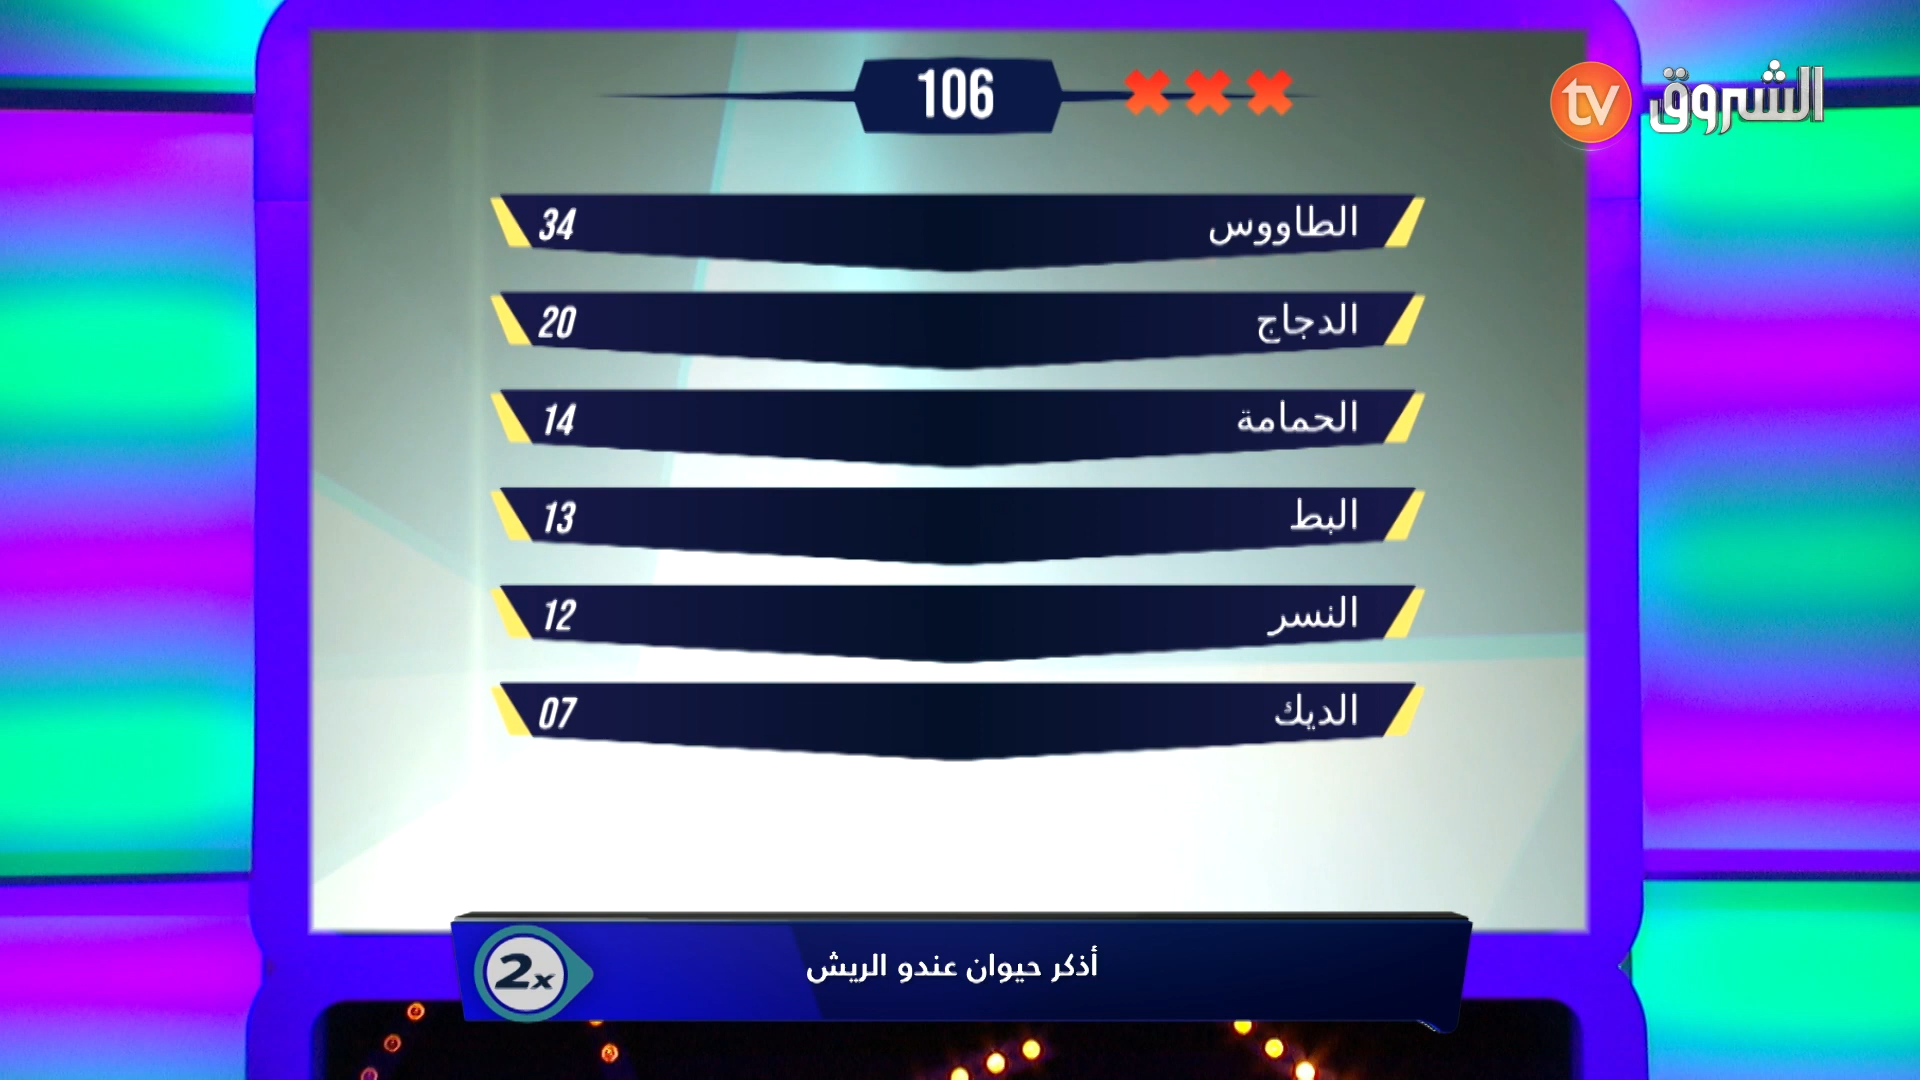 106
tv الشروق
الطاووس 34
الدجاج 20
الحمامة 14
البط 13
النسر 12
الديك 07
أذكر حيوان عندو الريش
2x